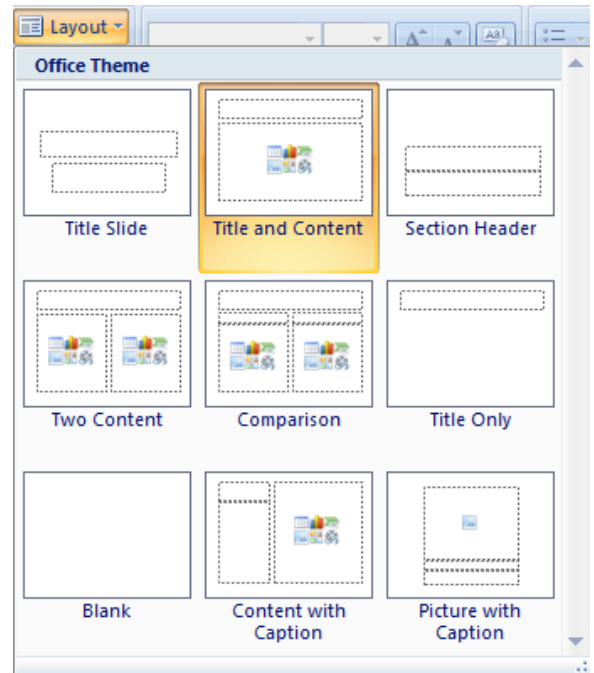 Layout
Office Theme
Title Slide
Title and Content
Section Header
Two Content
Comparison
Title Only
Blank
Content with
Caption
Picture with
Caption